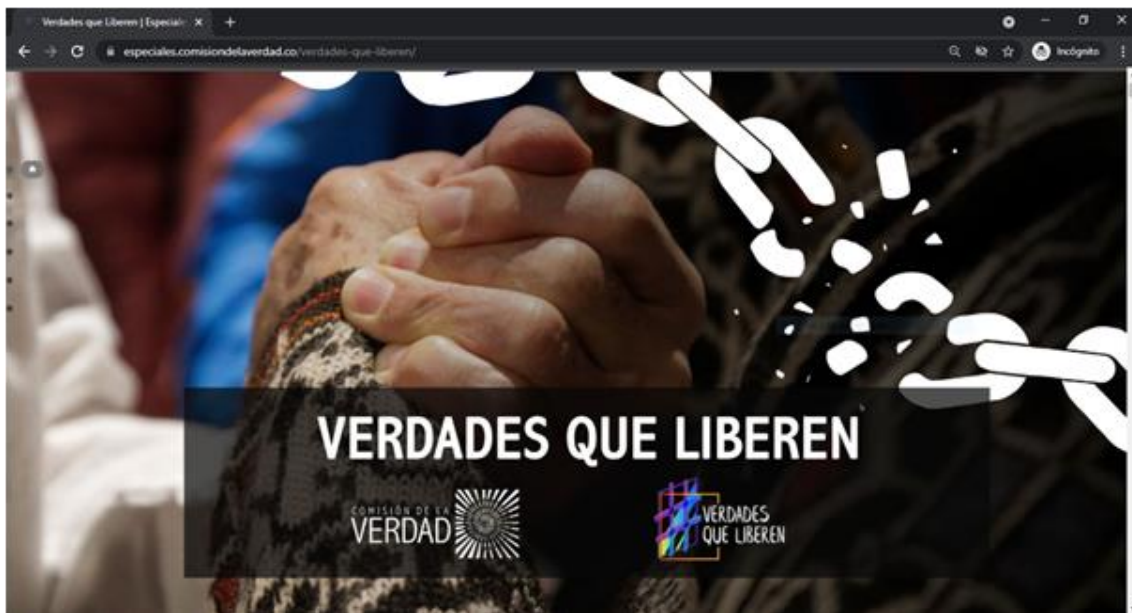 Verdades que Liberen | Especiale
especiales.comisiondelaverdad.co/verdades-que-liberen/
Incógnito
VERDADES QUE LIBEREN
COMISIÓN DE LA
VERDAD
VERDADES
QUE LIBEREN